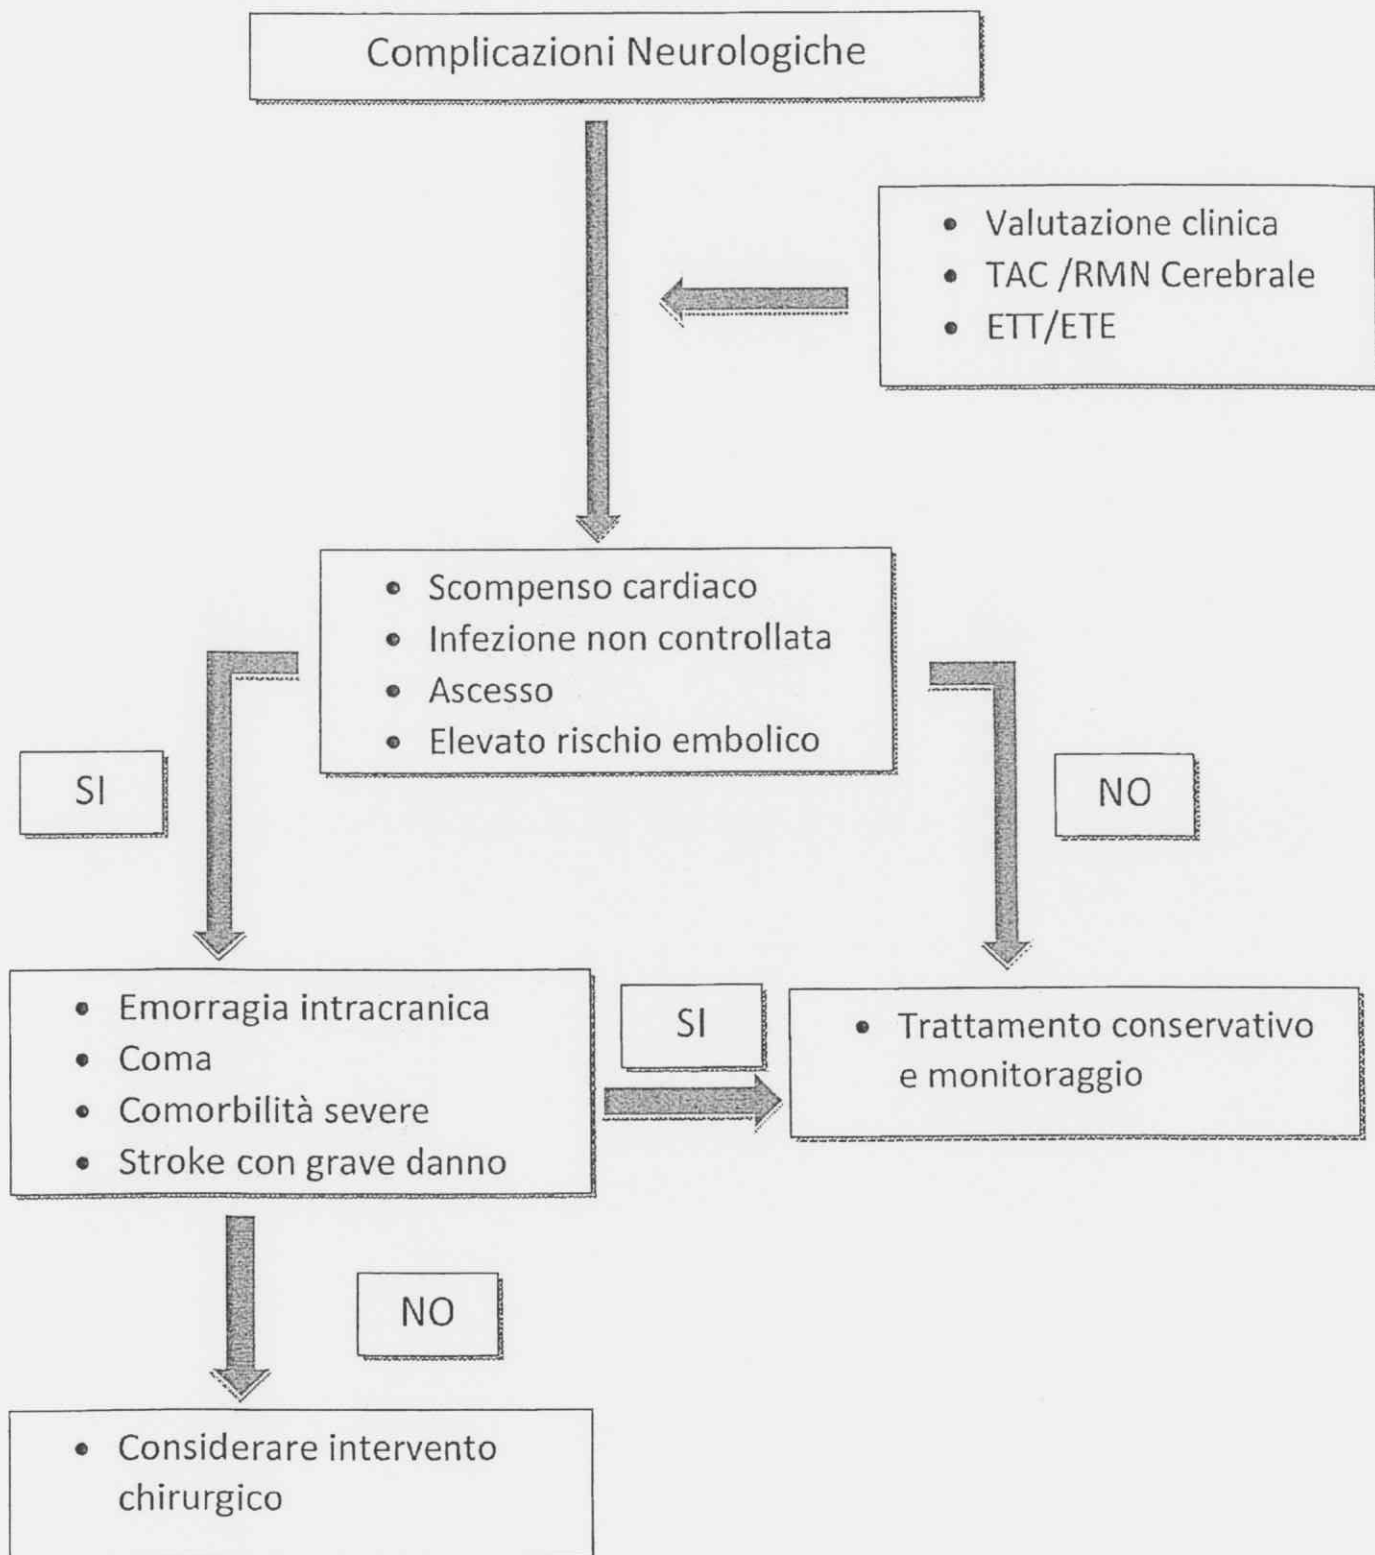 Complicazioni Neurologiche
• Valutazione clinica
• TAC /RMN Cerebrale
• ETT/ETE
• Scompenso cardiaco
• Infezione non controllata
• Ascesso
• Elevato rischio embolico
SI
NO
• Emorragia intracranica
• Coma
• Comorbilità severe
• Stroke con grave danno
SI
• Trattamento conservativo
e monitoraggio
NO
• Considerare intervento
chirurgico